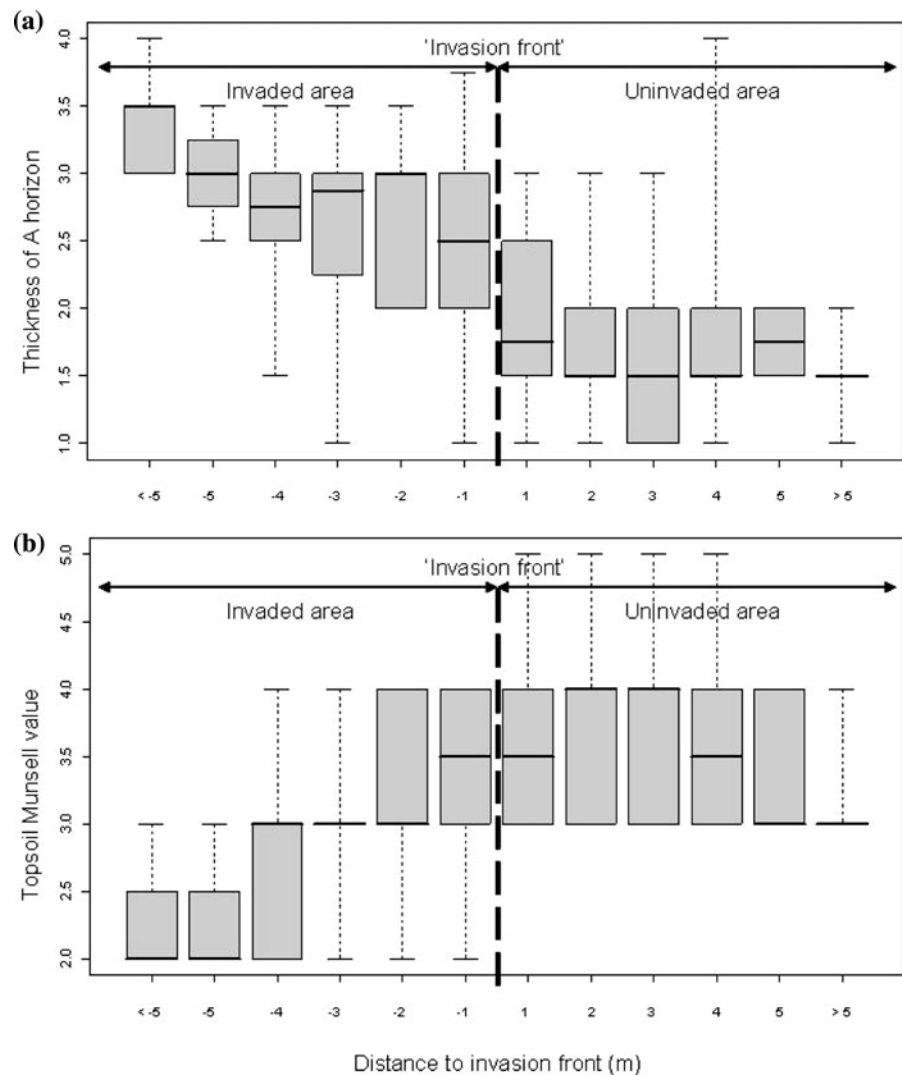 (a)
'Invasion front'
Invaded area
Uninvaded area
Thickness of A horizon
4.0
3.5
3.0
2.5
2.0
1.5
1.0
< -5 -5 -4 -3 -2 -1 1 2 3 4 5 > 5
(b)
'Invasion front'
Invaded area
Uninvaded area
Topsoil Munsell value
5.0
4.5
4.0
3.5
3.0
2.5
2.0
< -5 -5 -4 -3 -2 -1 1 2 3 4 5 > 5
Distance to invasion front (m)